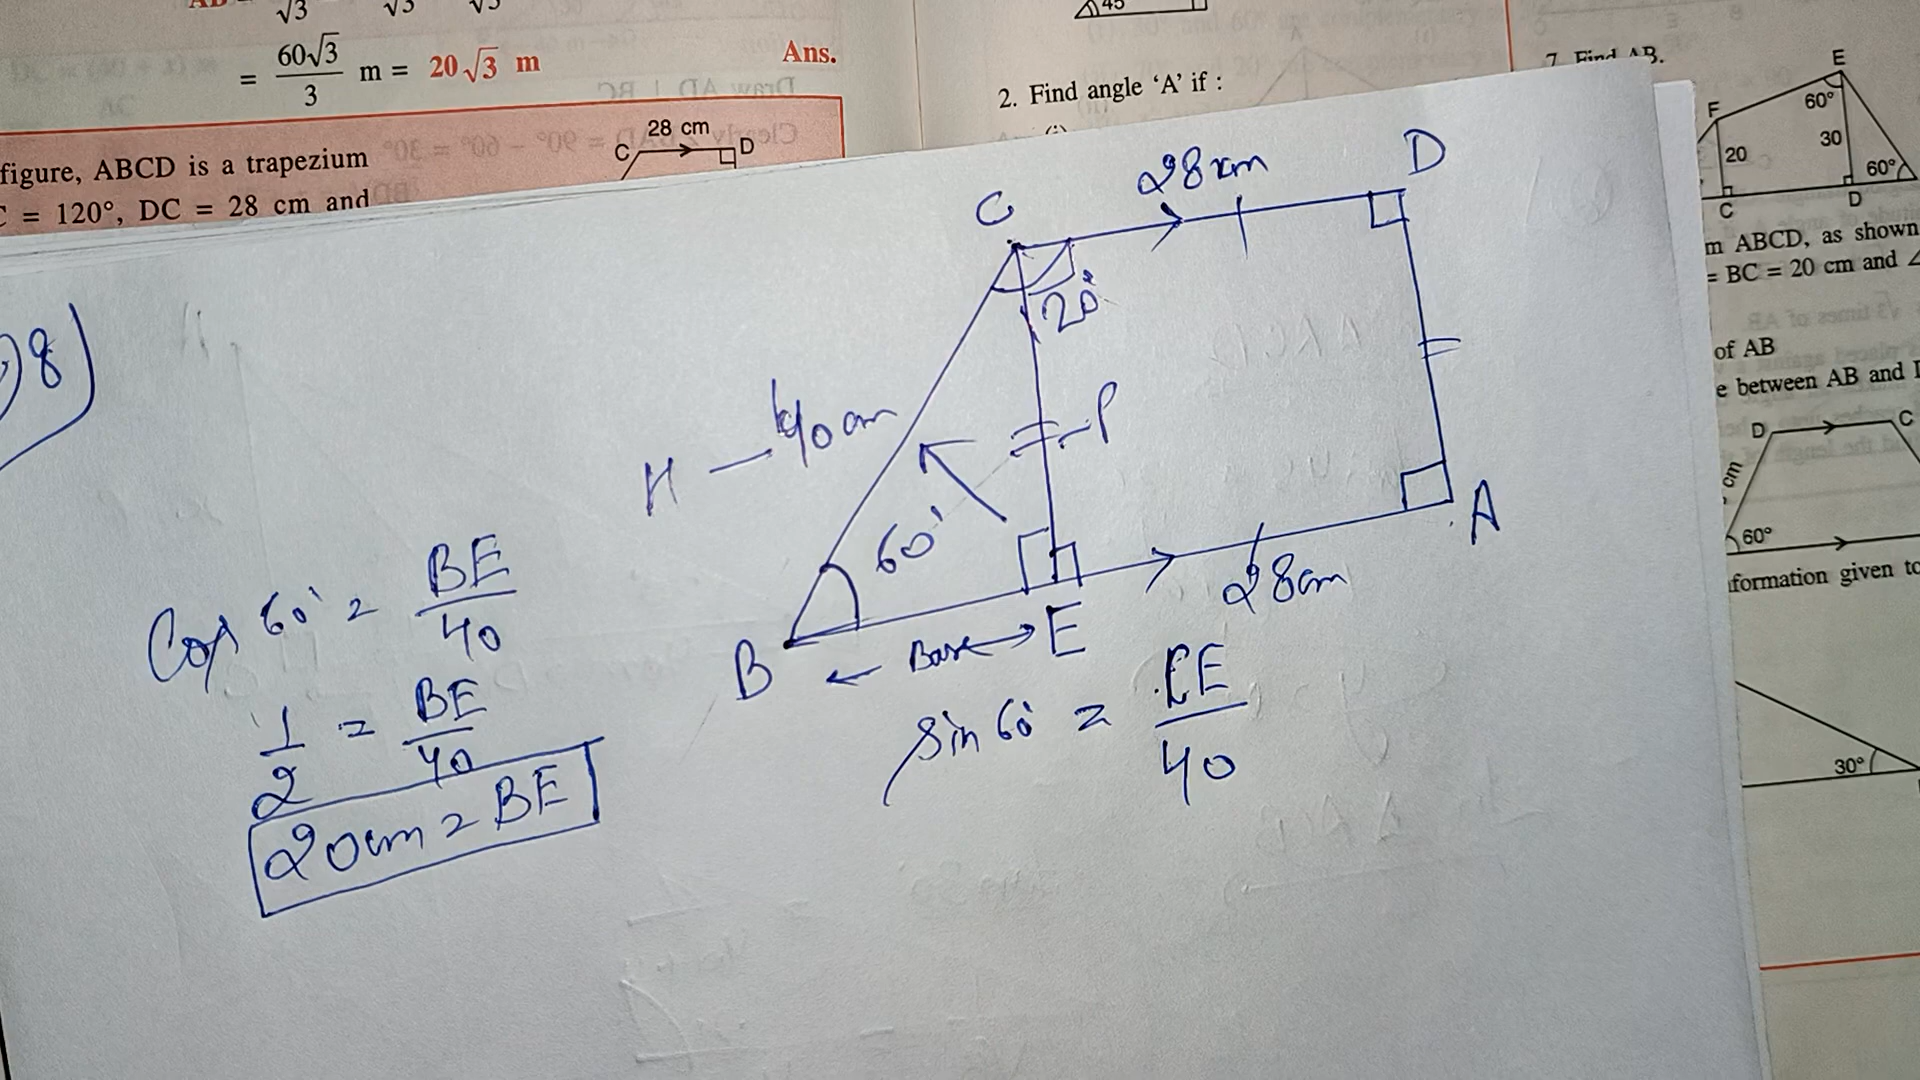 = 60√3/3 m = 20√3 m
Ans.
28 cm
C
D
figure, ABCD is a trapezium
= 120°, DC = 28 cm and
45
2. Find angle 'A' if :
(i)
7. Find AB.
E
60°
F
20
30
60°
C
D
m ABCD, as shown
= BC = 20 cm and ∠
of AB
e between AB and
D
C
cm
60°
formation given to
30°
8)
C
28 cm
D
20°
H — 40 cm
P
60°
A
B
← Base →
E
28 cm
Cos 60° = BE/40
1/2 = BE/40
20 cm = BE
Sin 60° = CE/40